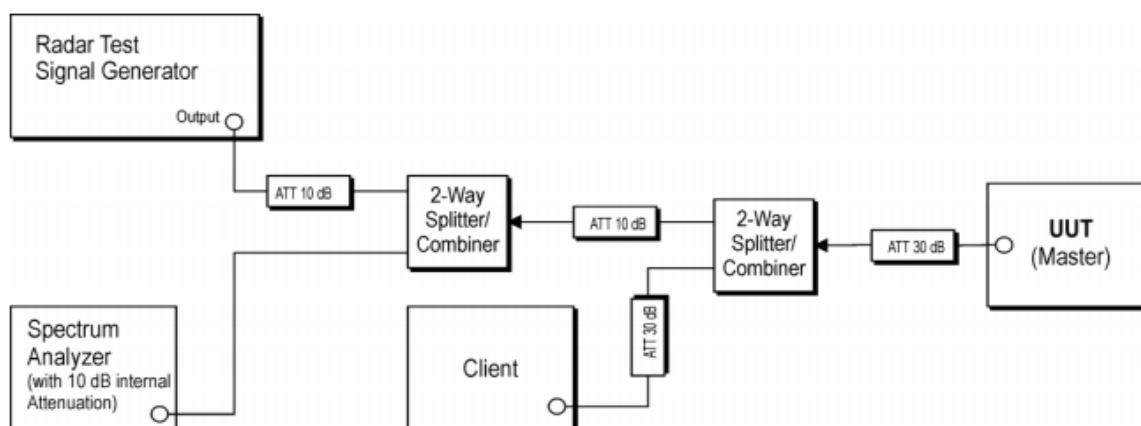 Radar Test
Signal Generator
Output
ATT 10 dB
2-Way
Splitter/
Combiner
ATT 10 dB
2-Way
Splitter/
Combiner
ATT 30 dB
UUT
(Master)
Spectrum
Analyzer
(with 10 dB internal
Attenuation)
Client
ATT 30 dB